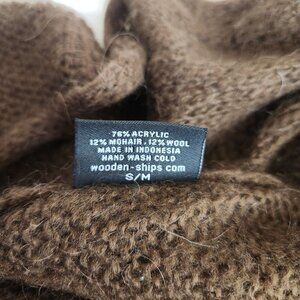 76% ACRYLIC
12% MOHAIR, 12% WOOL
MADE IN INDONESIA
HAND WASH COLD
wooden-ships.com
S/M